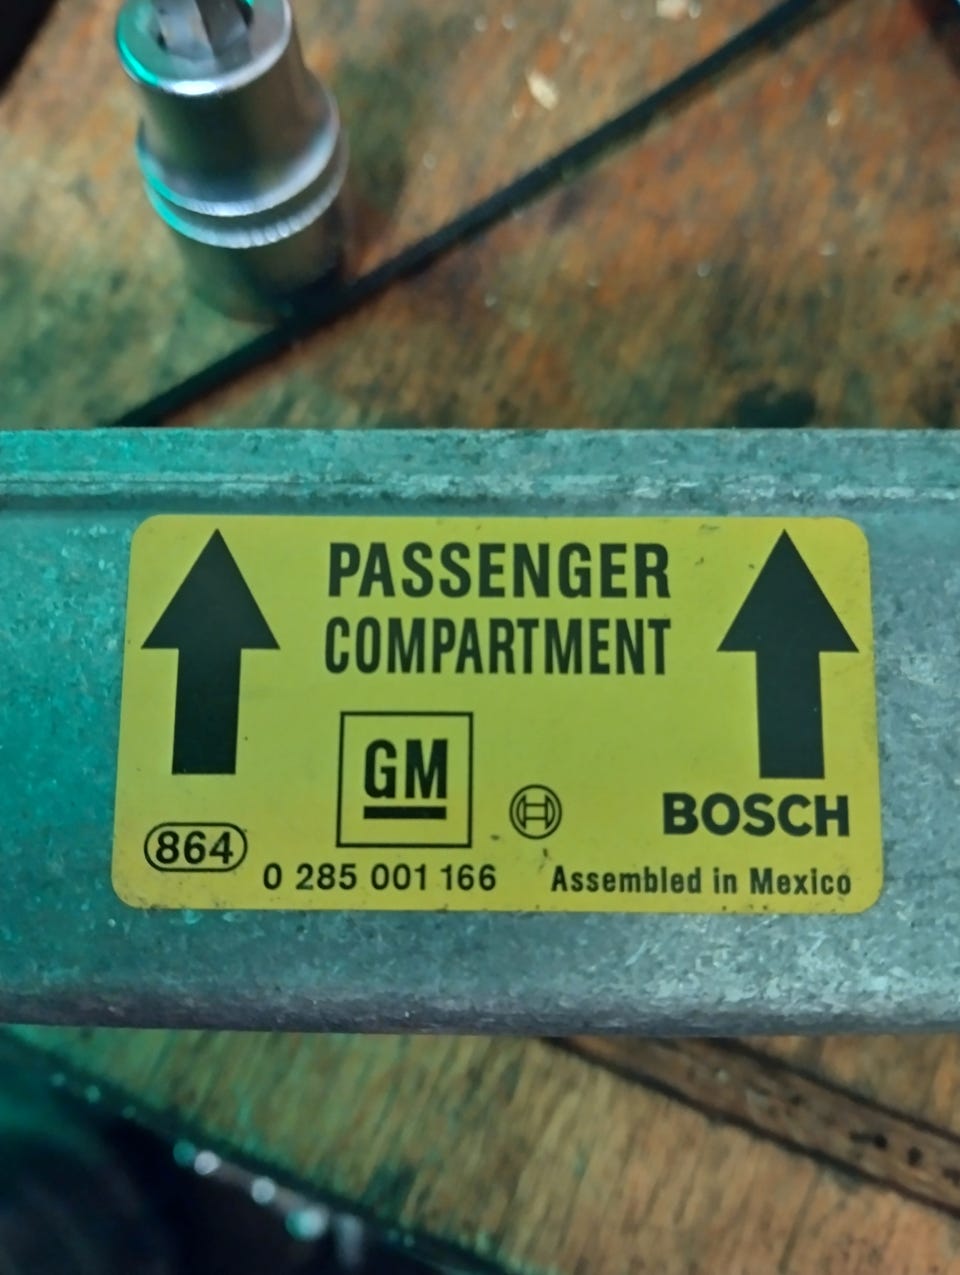 PASSENGER
COMPARTMENT
GM
BOSCH
864
0 285 001 166
Assembled in Mexico